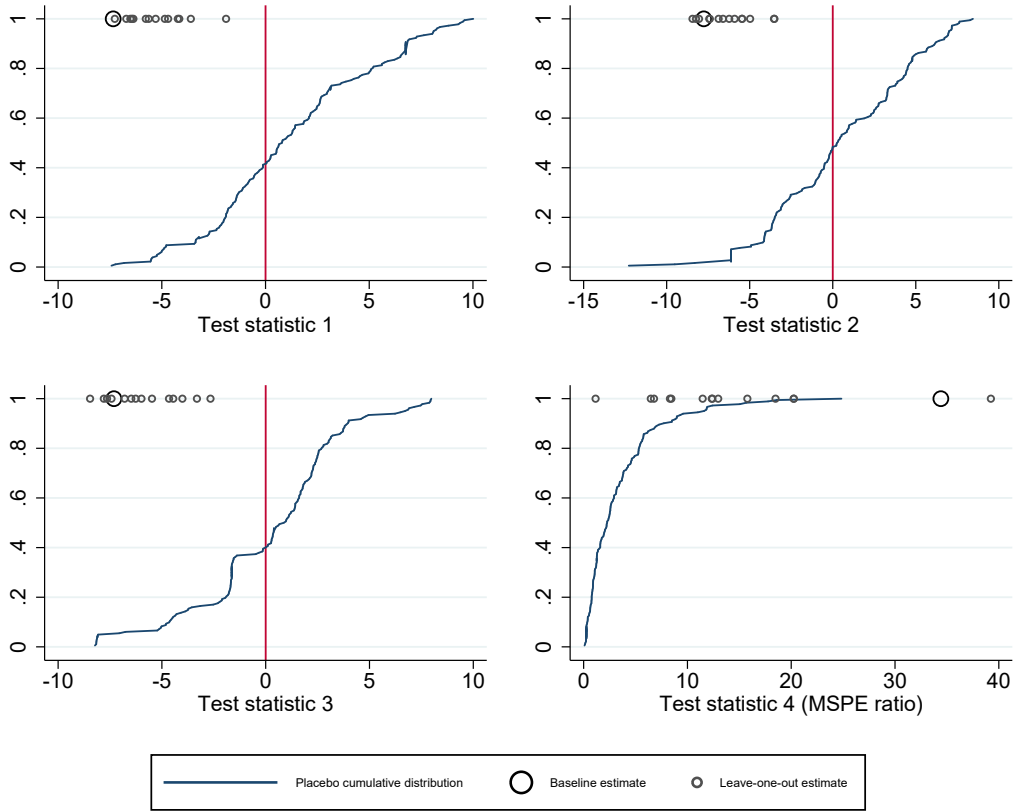 1
.8
.6
.4
.2
0
-10 -5 0 5 10
Test statistic 1
1
.8
.6
.4
.2
0
-15 -10 -5 0 5 10
Test statistic 2
1
.8
.6
.4
.2
0
-10 -5 0 5 10
Test statistic 3
1
.8
.6
.4
.2
0
0 10 20 30 40
Test statistic 4 (MSPE ratio)
Placebo cumulative distribution Baseline estimate Leave-one-out estimate